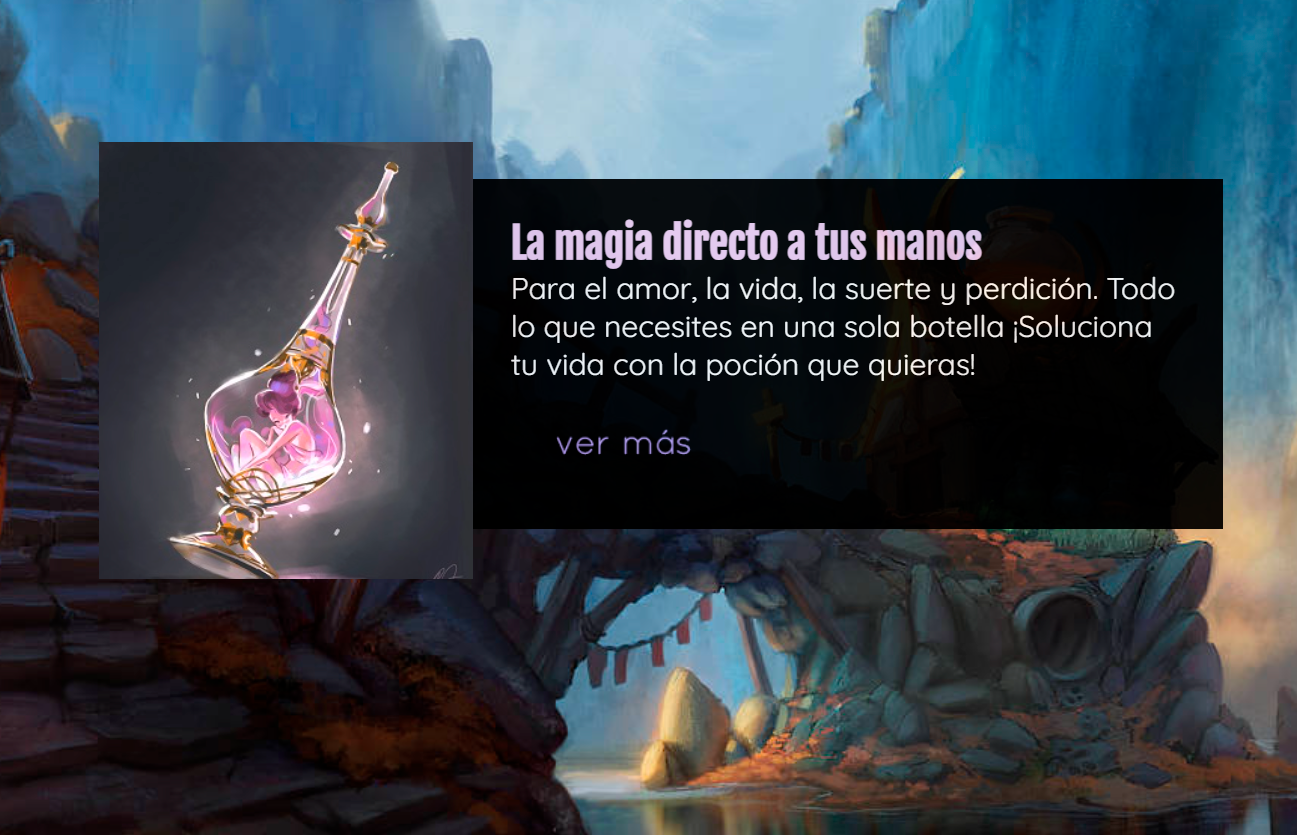 La magia directo a tus manos
Para el amor, la vida, la suerte y perdición. Todo
lo que necesites en una sola botella ¡Soluciona
tu vida con la poción que quieras!
ver más